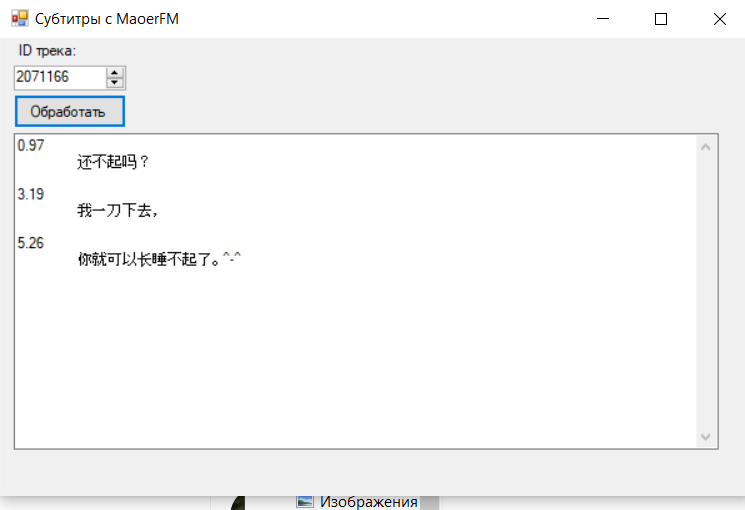 Субтитры с MaoerFM
ID трека:
2071166
Обработать
0.97
还不起吗？
3.19
我一刀下去，
5.26
你就可以长睡不起了。^-^
Изображения